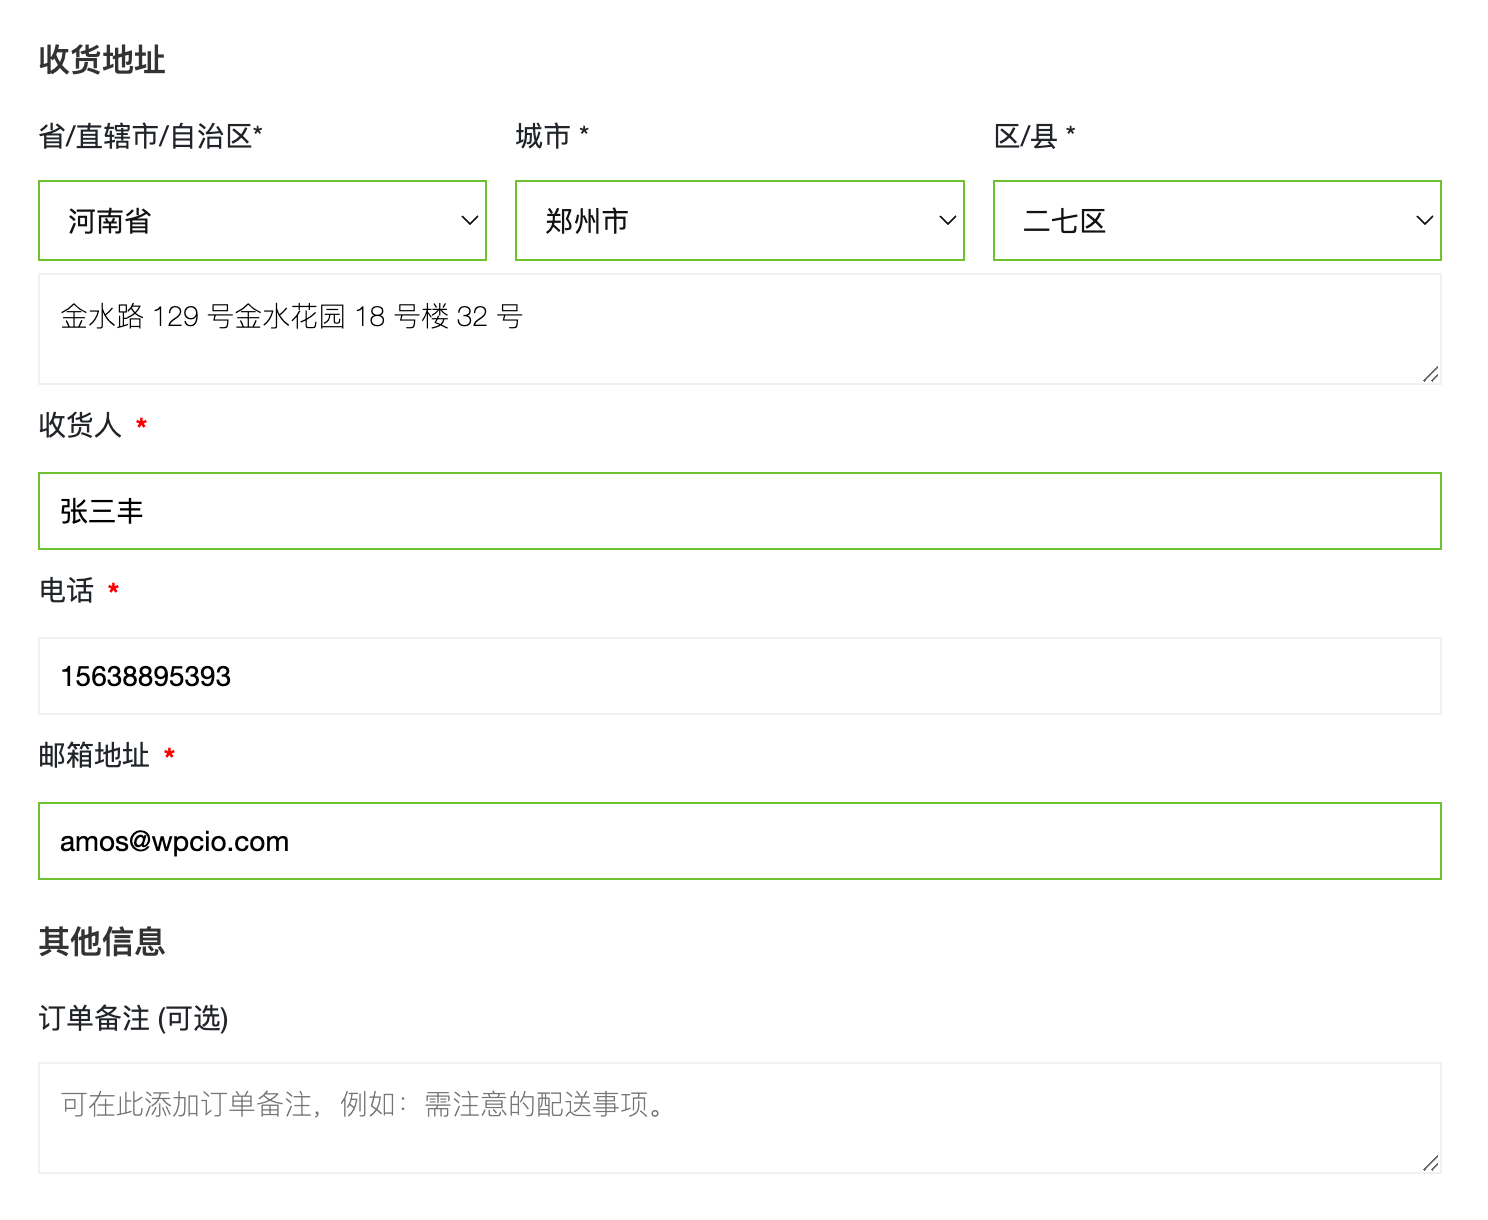 收货地址
省/直辖市/自治区* 城市 * 区/县 *
河南省 郑州市 二七区
金水路 129 号金水花园 18 号楼 32 号
收货人 *
张三丰
电话 *
15638895393
邮箱地址 *
amos@wpcio.com
其他信息
订单备注 (可选)
可在此添加订单备注，例如：需注意的配送事项。